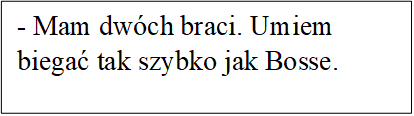 - Mam dwóch braci. Umiem
biegać tak szybko jak Bosse.